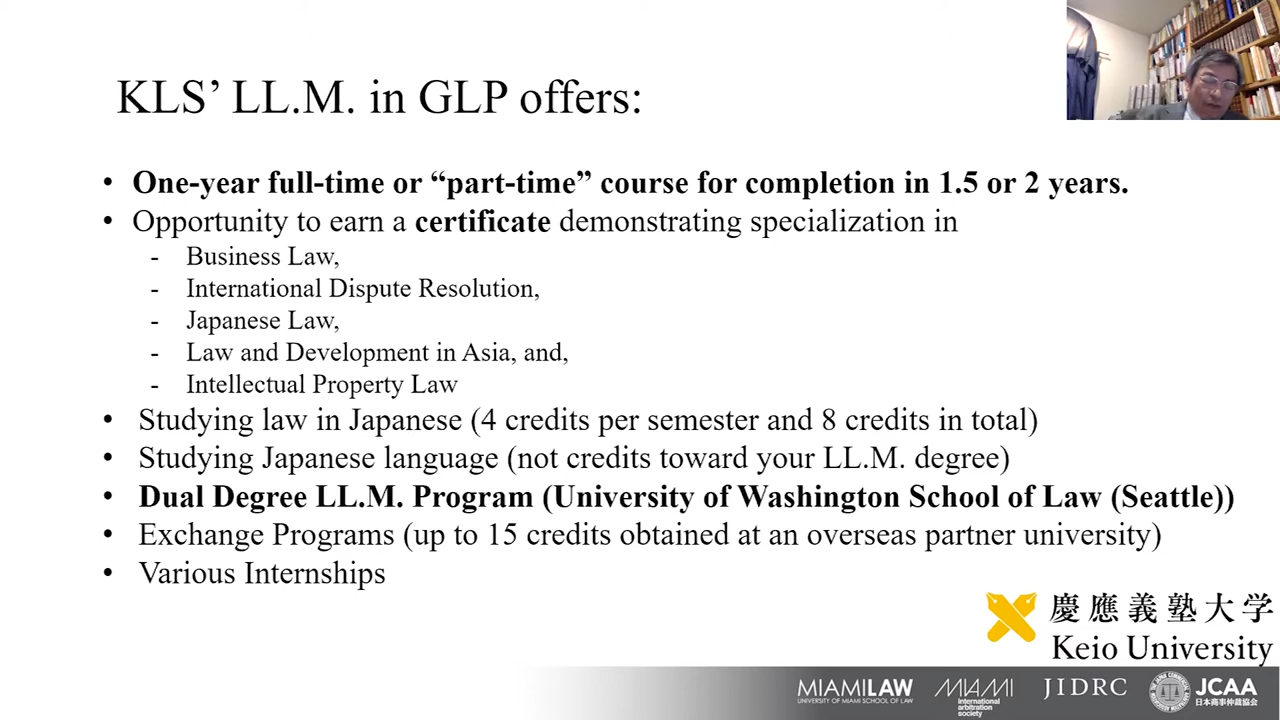 KLS’ LL.M. in GLP offers:
• One-year full-time or “part-time” course for completion in 1.5 or 2 years.
• Opportunity to earn a certificate demonstrating specialization in
- Business Law,
- International Dispute Resolution,
- Japanese Law,
- Law and Development in Asia, and,
- Intellectual Property Law
• Studying law in Japanese (4 credits per semester and 8 credits in total)
• Studying Japanese language (not credits toward your LL.M. degree)
• Dual Degree LL.M. Program (University of Washington School of Law (Seattle))
• Exchange Programs (up to 15 credits obtained at an overseas partner university)
• Various Internships
慶應義塾大学
Keio University
MIAMI LAW
UNIVERSITY OF MIAMI SCHOOL OF LAW
MIAMI
international
arbitration
society
JIDRC
JCAA
日本商事仲裁協会